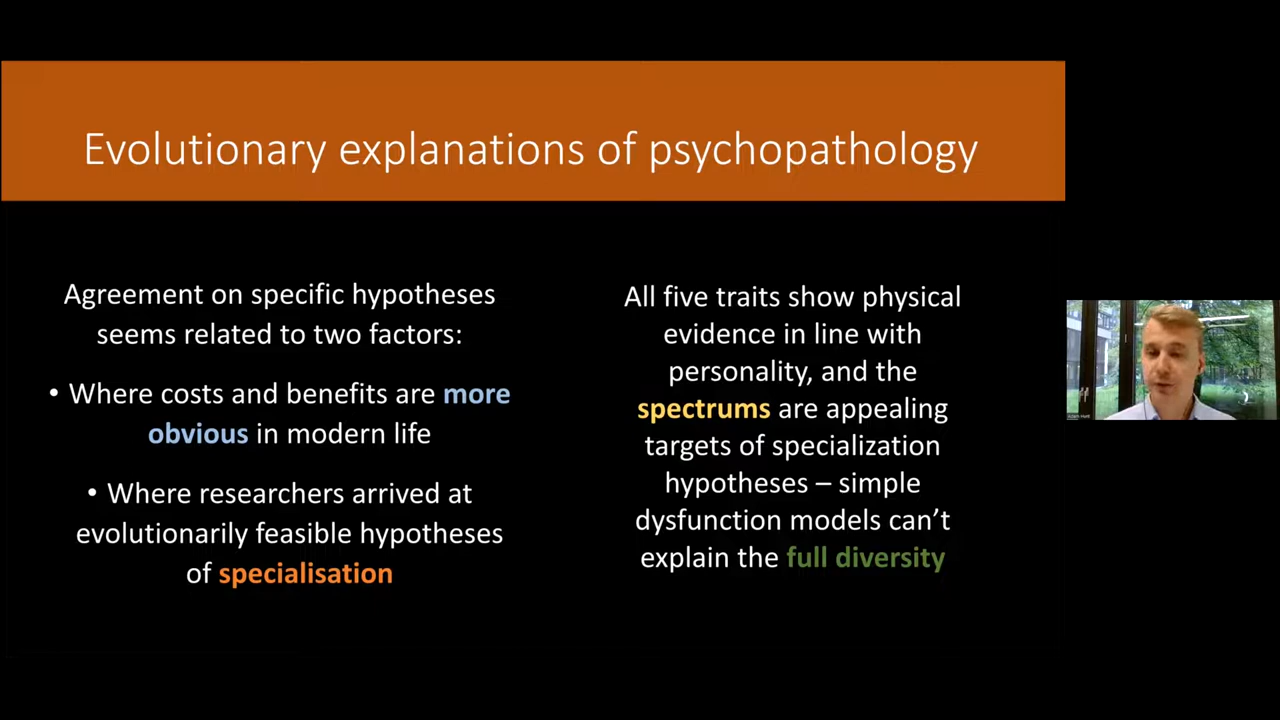 Evolutionary explanations of psychopathology
Agreement on specific hypotheses
seems related to two factors:
• Where costs and benefits are more
obvious in modern life
• Where researchers arrived at
evolutionarily feasible hypotheses
of specialisation
All five traits show physical
evidence in line with
personality, and the
spectrums are appealing
targets of specialization
hypotheses – simple
dysfunction models can’t
explain the full diversity
Adam Hunt